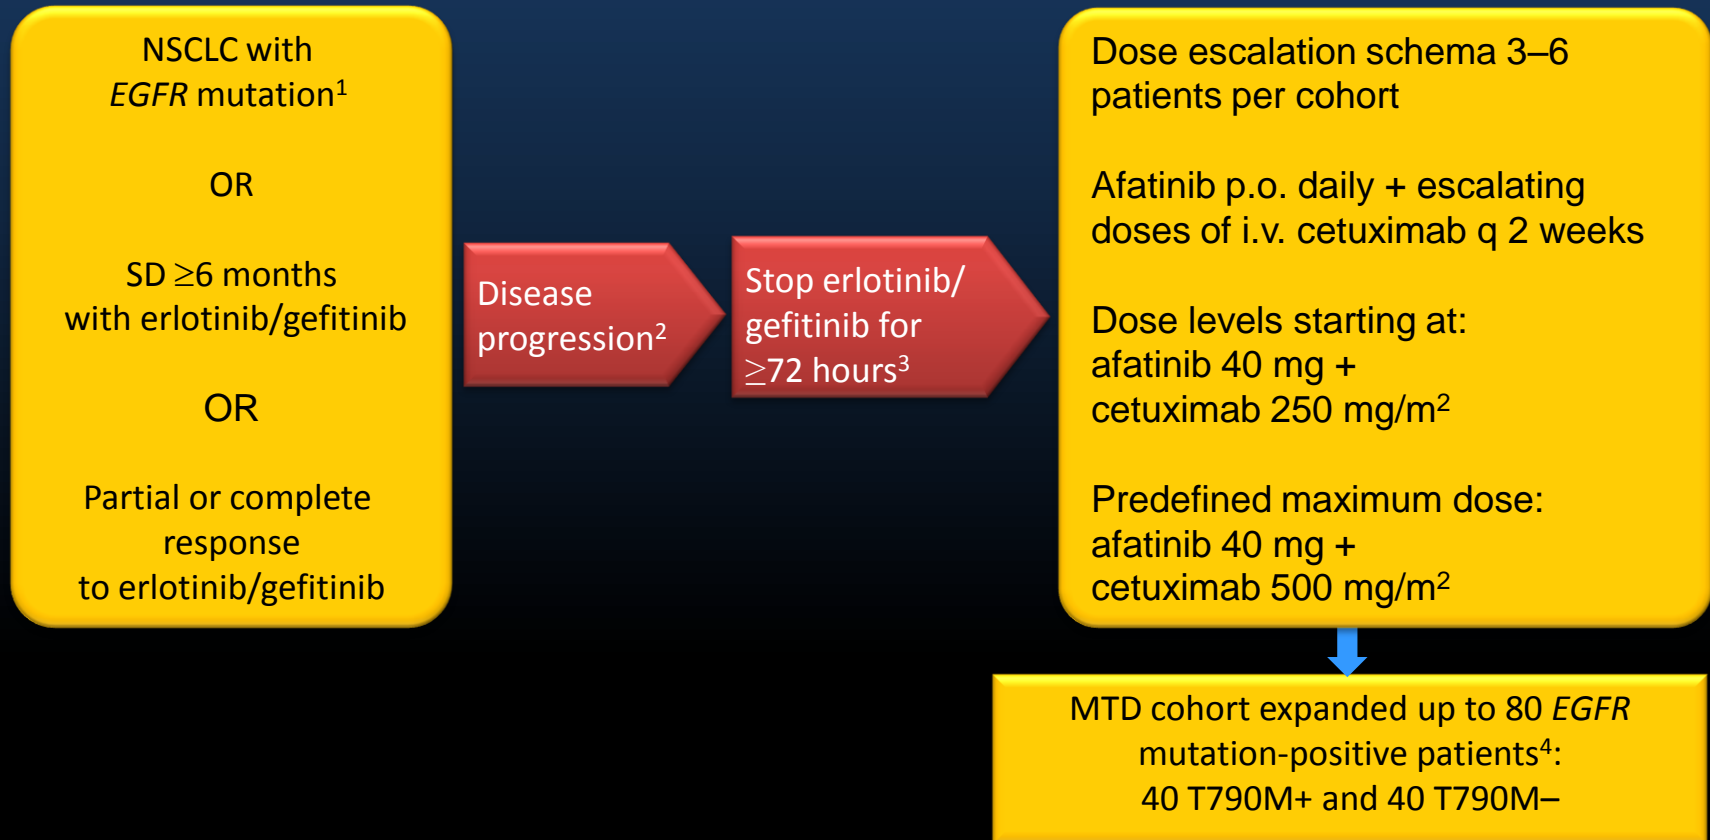 NSCLC with
EGFR mutation¹
OR
SD ≥6 months
with erlotinib/gefitinib
OR
Partial or complete
response
to erlotinib/gefitinib
Disease
progression²
Stop erlotinib/
gefitinib for
≥72 hours³
Dose escalation schema 3–6
patients per cohort
Afatinib p.o. daily + escalating
doses of i.v. cetuximab q 2 weeks
Dose levels starting at:
afatinib 40 mg +
cetuximab 250 mg/m²
Predefined maximum dose:
afatinib 40 mg +
cetuximab 500 mg/m²
MTD cohort expanded up to 80 EGFR
mutation-positive patients⁴:
40 T790M+ and 40 T790M–